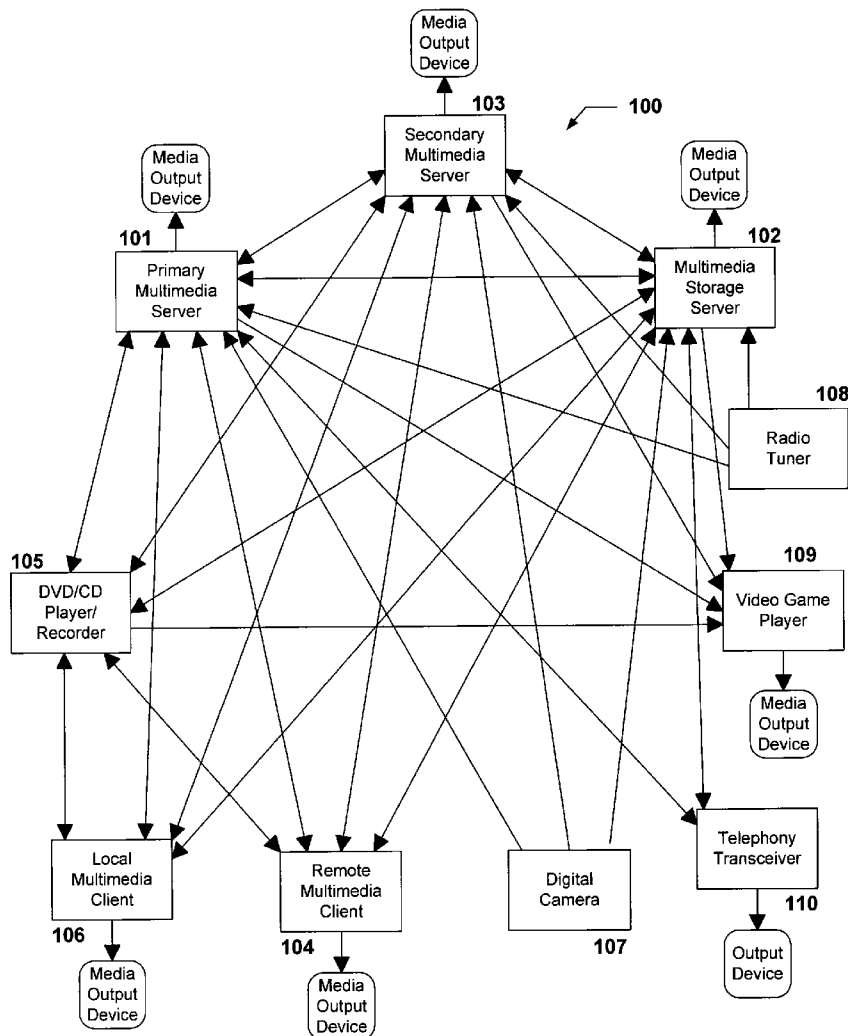 Media
Output
Device
103
100
Secondary
Multimedia
Server
Media
Output
Device
Media
Output
Device
101
102
Primary
Multimedia
Server
Multimedia
Storage
Server
108
Radio
Tuner
105
DVD/CD
Player/
Recorder
109
Video Game
Player
Media
Output
Device
Local
Multimedia
Client
Remote
Multimedia
Client
Digital
Camera
Telephony
Transceiver
106
104
107
110
Media
Output
Device
Media
Output
Device
Output
Device